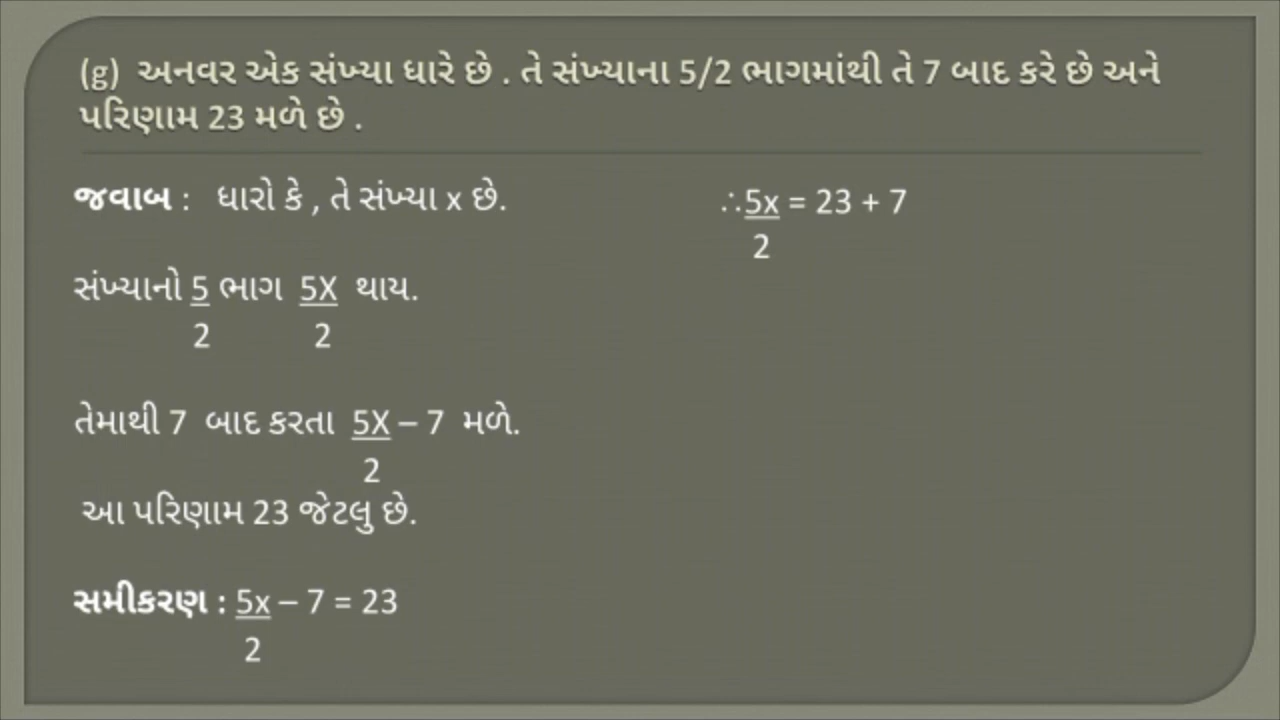 (g) અનવર એક સંખ્યા ધારે છે . તે સંખ્યાના 5/2 ભાગમાંથી તે 7 બાદ કરે છે અને
પરિણામ 23 મળે છે .
જવાબ : ધારો કે , તે સંખ્યા x છે.
સંખ્યાનો 5 ભાગ 5X થાય.
2 2
તેમાથી 7 બાદ કરતા 5X – 7 મળે.
2
આ પરિણામ 23 જેટલુ છે.
સમીકરણ : 5x – 7 = 23
2
∴5x = 23 + 7
2